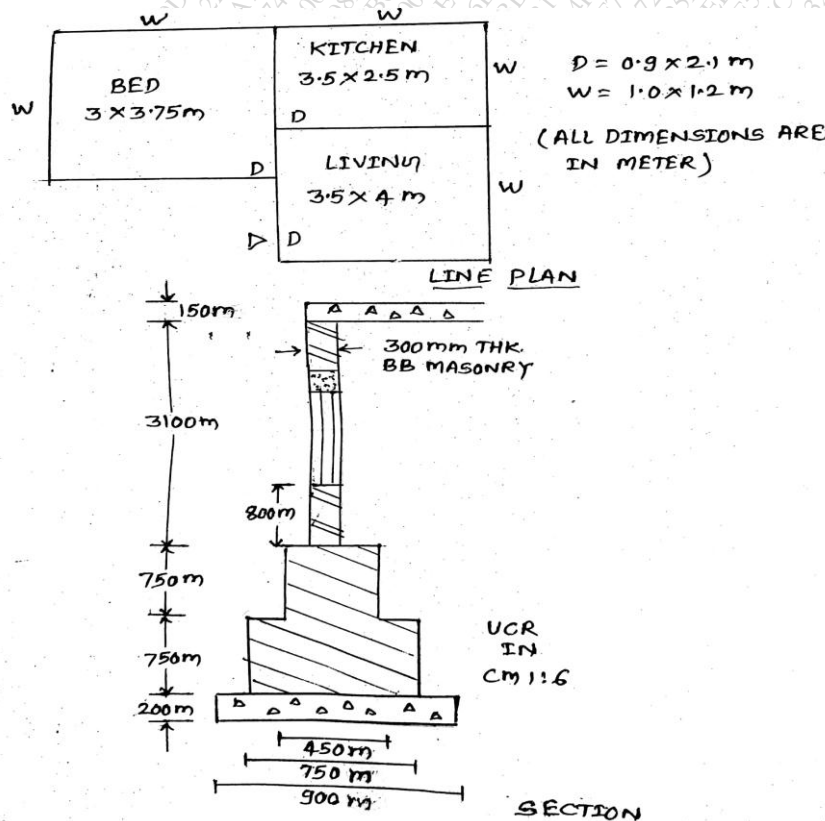 W
W
KITCHEN
3.5 × 2.5 m
W
D = 0.9 × 2.1 m
BED
W = 1.0 × 1.2 m
W
3 × 3.75m
D
(ALL DIMENSIONS ARE
IN METER)
LIVING
D
3.5 × 4 m
W
D
LINE PLAN
150m
300mm THK.
BB MASONRY
3100m
800m
750m
UCR
IN
CM 1:6
750m
200m
450m
750 m
900 m
SECTION